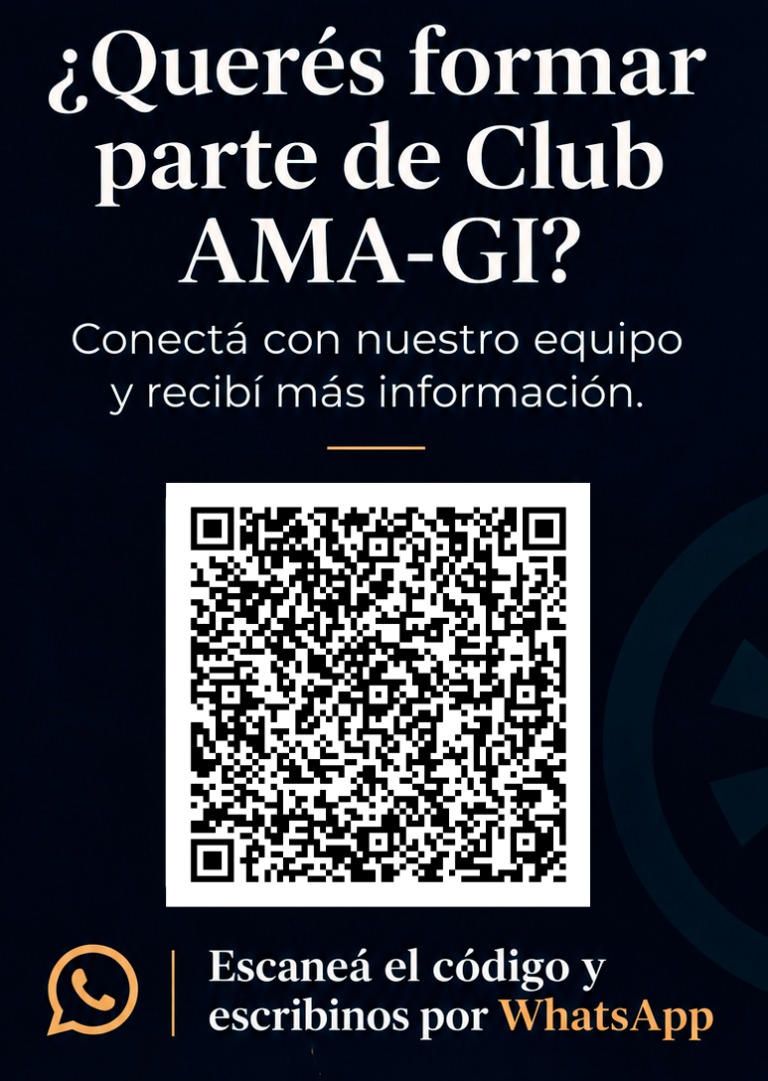 ¿Querés formar
parte de Club
AMA-GI?
Conectá con nuestro equipo
y recibí más información.
Escaneá el código y
escribinos por WhatsApp